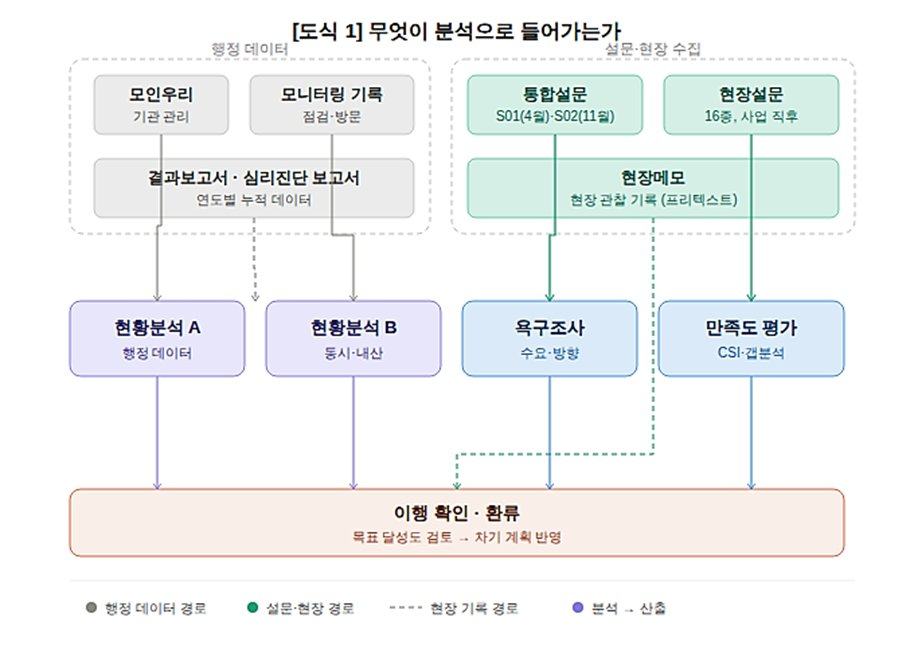 [도식 1] 무엇이 분석으로 들어가는가
행정 데이터
설문·현장 수집
모인우리
기관 관리
모니터링 기록
점검·방문
통합설문
S01(4월)·S02(11월)
현장설문
16종, 사업 직후
결과보고서 · 심리진단 보고서
연도별 누적 데이터
현장메모
현장 관찰 기록 (프리텍스트)
현황분석 A
행정 데이터
현황분석 B
동시·내산
욕구조사
수요·방향
만족도 평가
CSI·갭분석
이행 확인 · 환류
목표 달성도 검토 → 차기 계획 반영
행정 데이터 경로
설문·현장 경로
현장 기록 경로
분석 → 산출